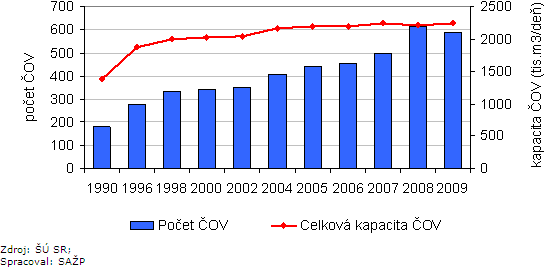 počet ČOV
700
600
500
400
300
200
100
0
2500
2000
1500
1000
500
0
kapacita ČOV (tis.m3/deň)
1990 1996 1998 2000 2002 2004 2005 2006 2007 2008 2009
Počet ČOV
Celková kapacita ČOV
Zdroj: ŠÚ SR;
Spracoval: SAŽP